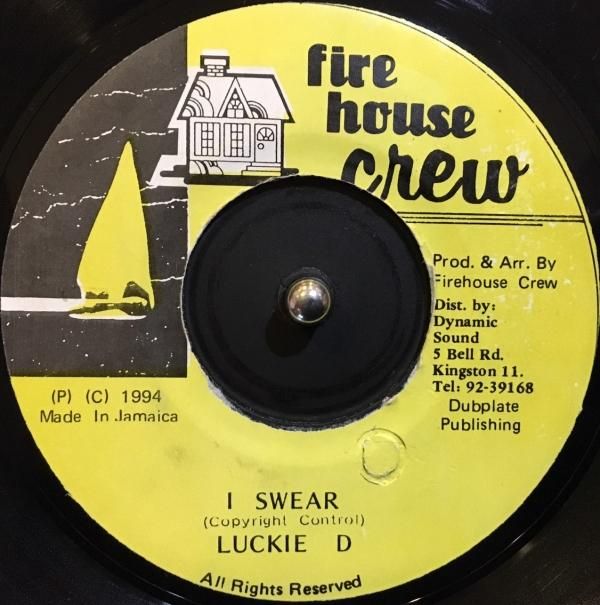 fire
house
crew
Prod. & Arr. By
Firehouse Crew
Dist. by:
Dynamic
Sound
5 Bell Rd.
Kingston 11.
Tel: 92-39168
Dubplate
Publishing
(P) (C) 1994
Made In Jamaica
I SWEAR
(Copyright Control)
LUCKIE D
All Rights Reserved